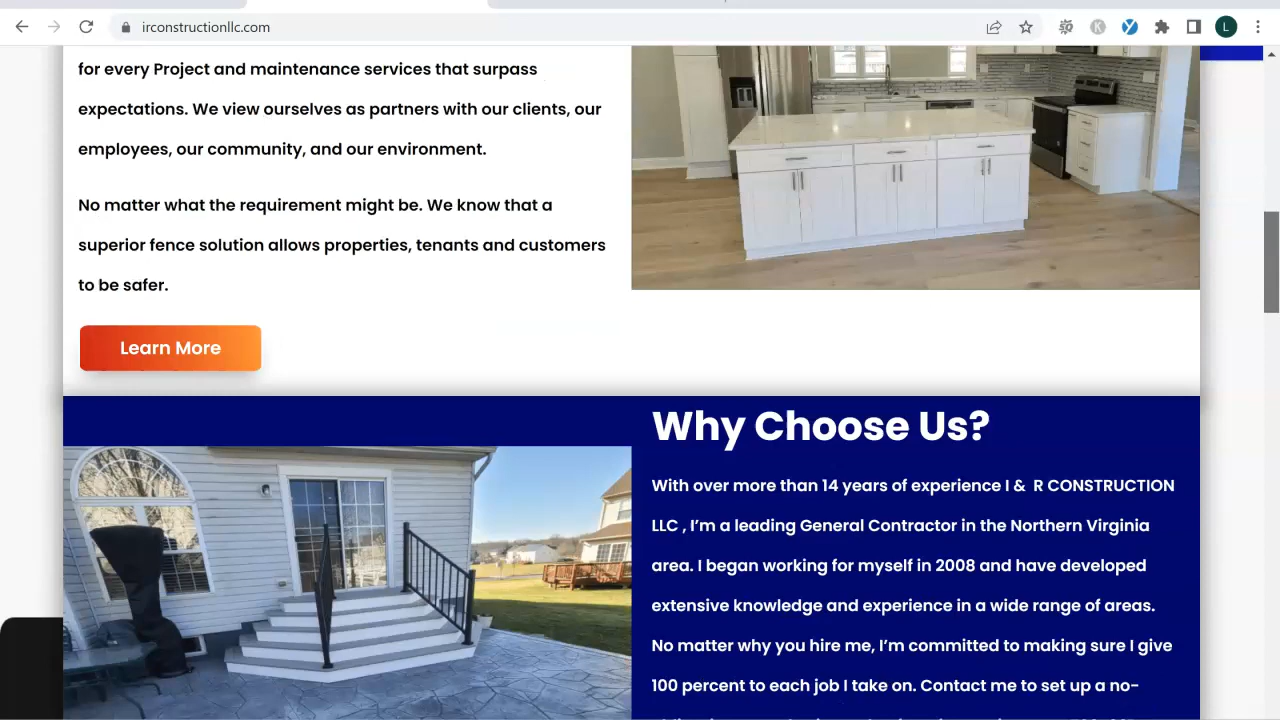 irconstructionllc.com
L
for every Project and maintenance services that surpass
expectations. We view ourselves as partners with our clients, our
employees, our community, and our environment.
No matter what the requirement might be. We know that a
superior fence solution allows properties, tenants and customers
to be safer.
Learn More
Why Choose Us?
With over more than 14 years of experience I & R CONSTRUCTION
LLC , I’m a leading General Contractor in the Northern Virginia
area. I began working for myself in 2008 and have developed
extensive knowledge and experience in a wide range of areas.
No matter why you hire me, I’m committed to making sure I give
100 percent to each job I take on. Contact me to set up a no-